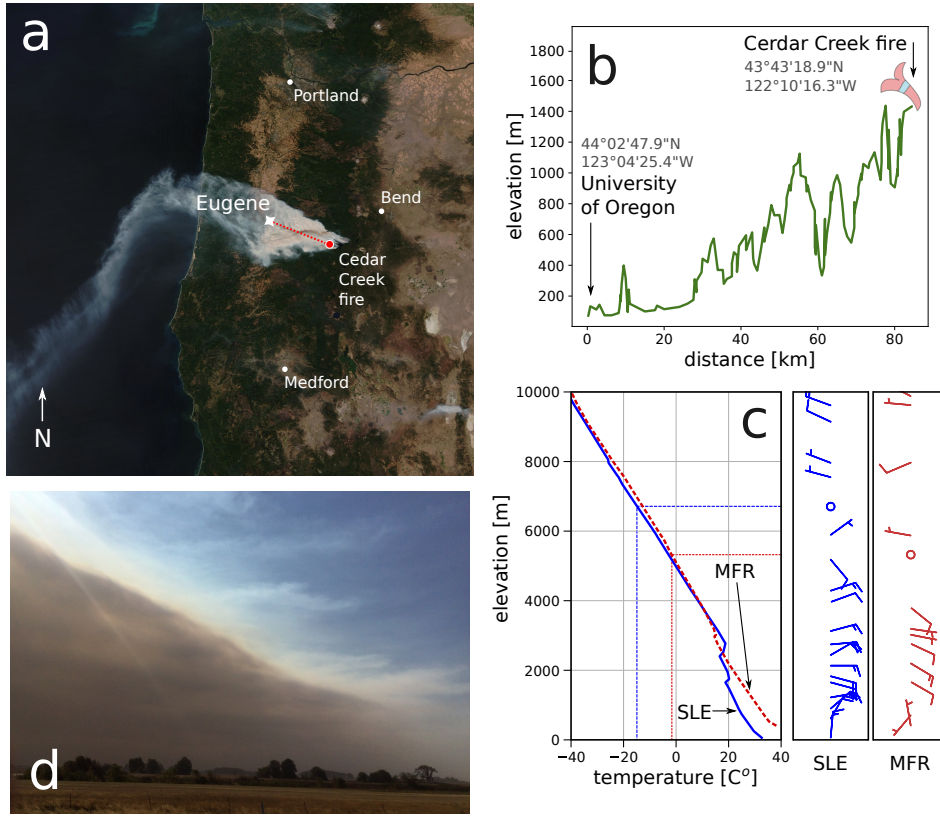 a
Portland
Bend
Eugene
Cedar
Creek
fire
Medford
N
b
Cerdar Creek fire
43°43'18.9"N
122°10'16.3"W
44°02'47.9"N
123°04'25.4"W
University
of Oregon
elevation [m]
1800
1600
1400
1200
1000
800
600
400
200
0 20 40 60 80
distance [km]
c
elevation [m]
10000
8000
6000
4000
2000
0
MFR
SLE
−40 −20 0 20 40
temperature [C°]
SLE
MFR
d